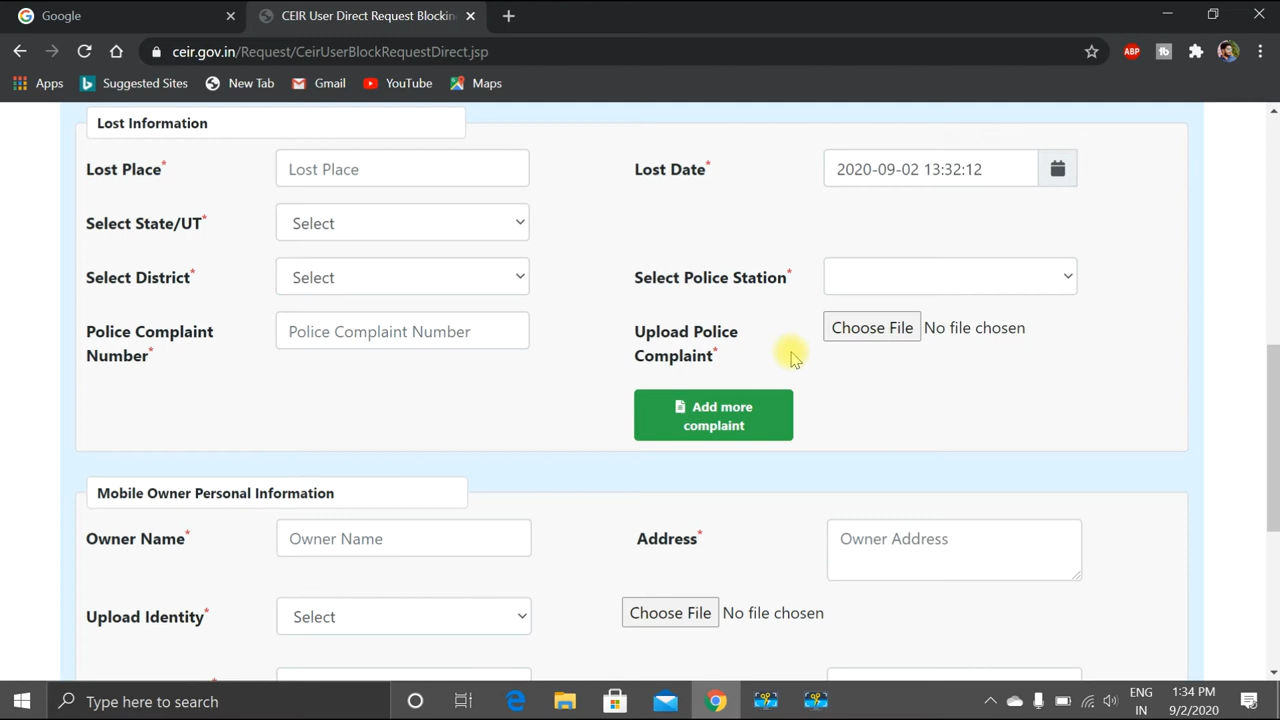 Google
CEIR User Direct Request Blockin
ceir.gov.in/Request/CeirUserBlockRequestDirect.jsp
ABP
tb
Apps
Suggested Sites
New Tab
Gmail
YouTube
Maps
Lost Information
Lost Place*
Lost Place
Lost Date*
2020-09-02 13:32:12
Select State/UT*
Select
Select District*
Select
Select Police Station*
Police Complaint
Number*
Police Complaint Number
Upload Police
Complaint*
Choose File No file chosen
Add more
complaint
Mobile Owner Personal Information
Owner Name*
Owner Name
Address*
Owner Address
Upload Identity*
Select
Choose File No file chosen
Type here to search
ENG
IN
1:34 PM
9/2/2020